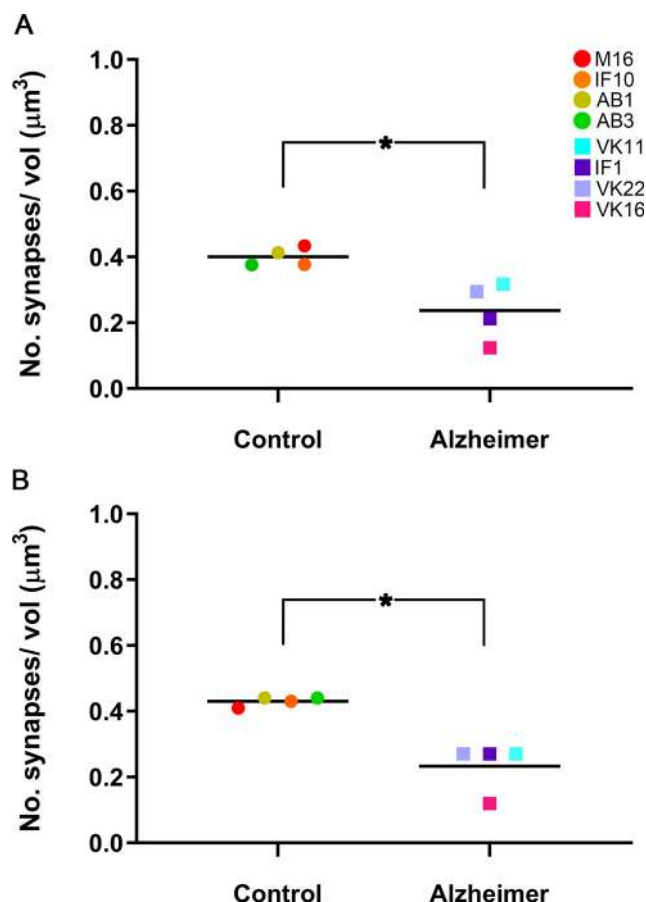 A
No. synapses/ vol (μm³)
1.0
0.8
0.6
0.4
0.2
0.0
*
M16
IF10
AB1
AB3
VK11
IF1
VK22
VK16
Control Alzheimer
B
No. synapses/ vol (μm³)
1.0
0.8
0.6
0.4
0.2
0.0
*
Control Alzheimer